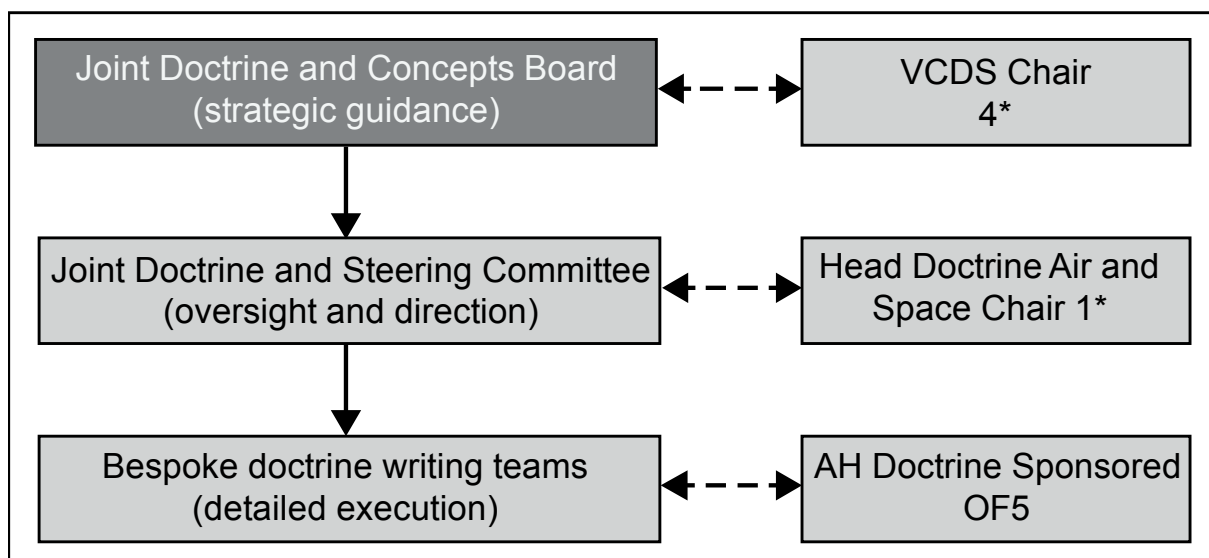 Joint Doctrine and Concepts Board
(strategic guidance)
VCDS Chair
4*
Joint Doctrine and Steering Committee
(oversight and direction)
Head Doctrine Air and
Space Chair 1*
Bespoke doctrine writing teams
(detailed execution)
AH Doctrine Sponsored
OF5